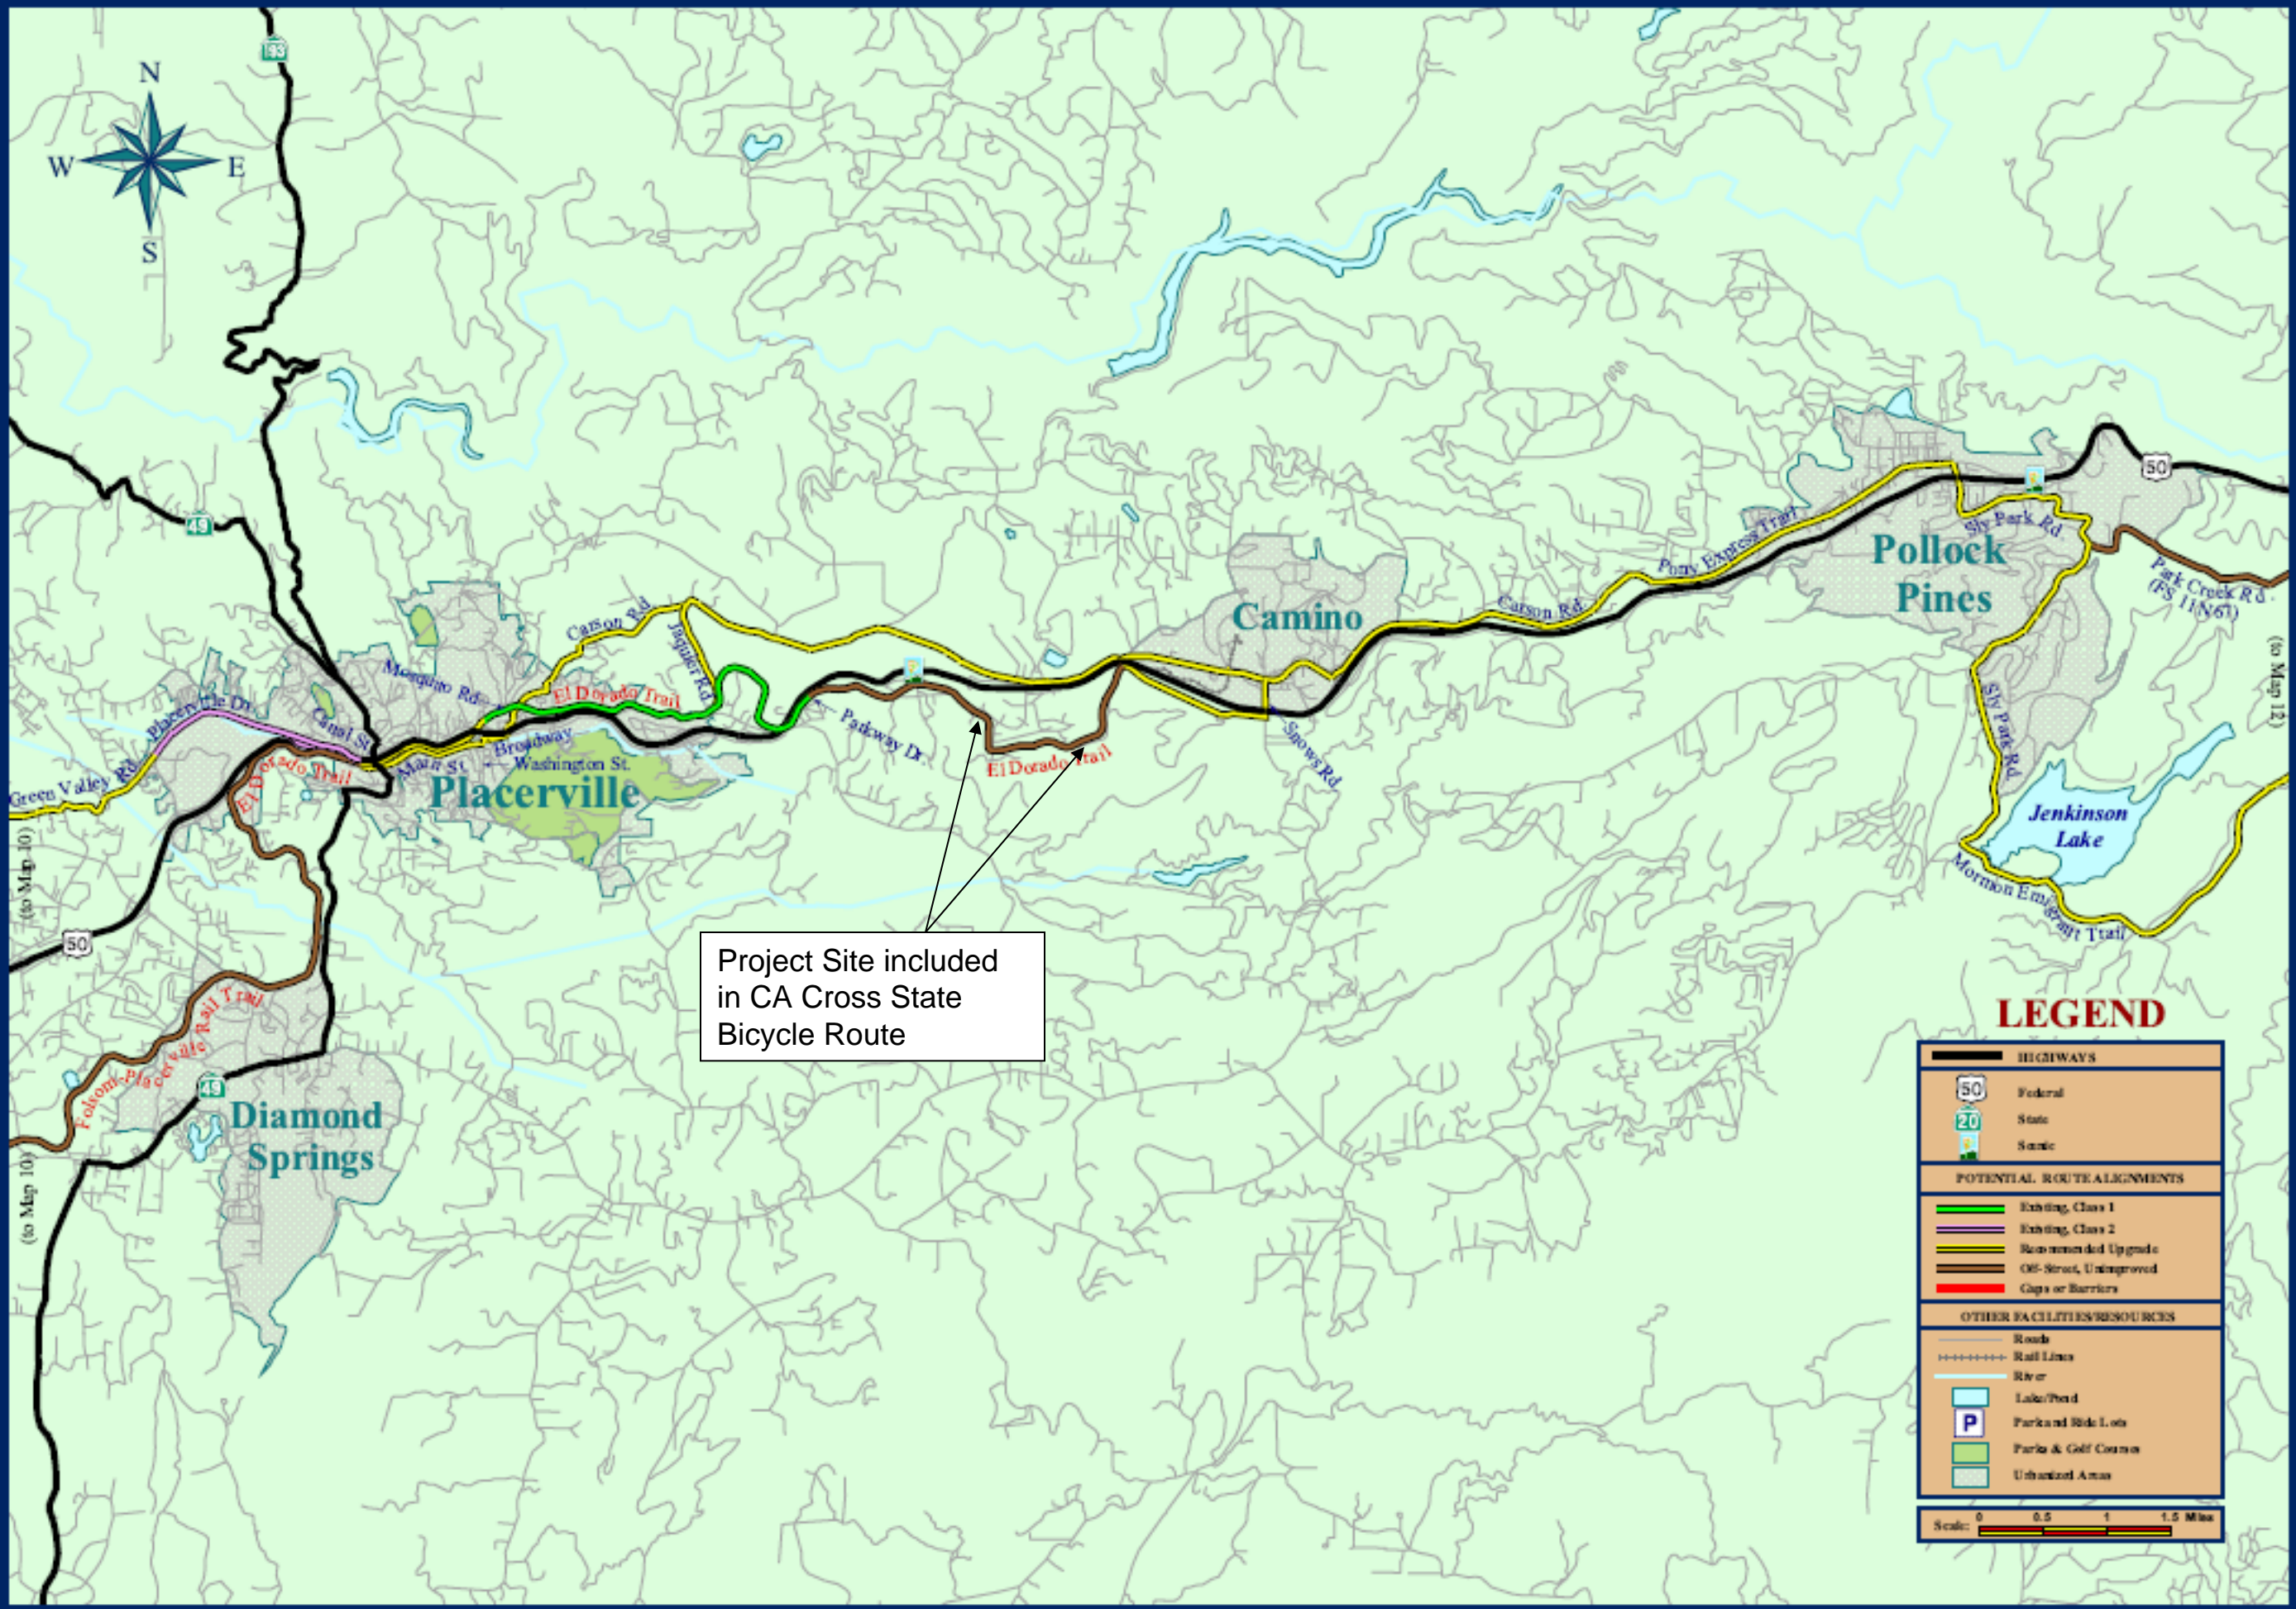 193
N
W
E
S
49
50
Pony Express Trail
Sly Park Rd
Pollock
Pines
Park Creek Rd.
(FS 11N61)
(to Map 12)
Camino
Carson Rd.
Carson Rd
Jaquier Rd.
Mosquito Rd
El Dorado Trail
Placerville Dr.
Canal St.
Broadway
Parkway Dr.
Main St.
Washington St.
El Dorado Trail
El Dorado Trail
Snows Rd
Sly Park Rd.
Green Valley Rd.
Placerville
Jenkinson
Lake
(to Map 10)
Mormon Emigrant Trail
50
Project Site included
in CA Cross State
Bicycle Route
Folsom-Placerville Rail Trail
49
Diamond
Springs
(to Map 10)
LEGEND
HIGHWAYS
50 Federal
20 State
Scenic
POTENTIAL ROUTE ALIGNMENTS
Existing, Class 1
Existing, Class 2
Recommended Upgrade
Off-Street, Unimproved
Gaps or Barriers
OTHER FACILITIES/RESOURCES
Roads
Rail Lines
River
Lake/Pond
P Park and Ride Lots
Parks & Golf Courses
Urbanized Areas
Scale: 0 0.5 1 1.5 Miles